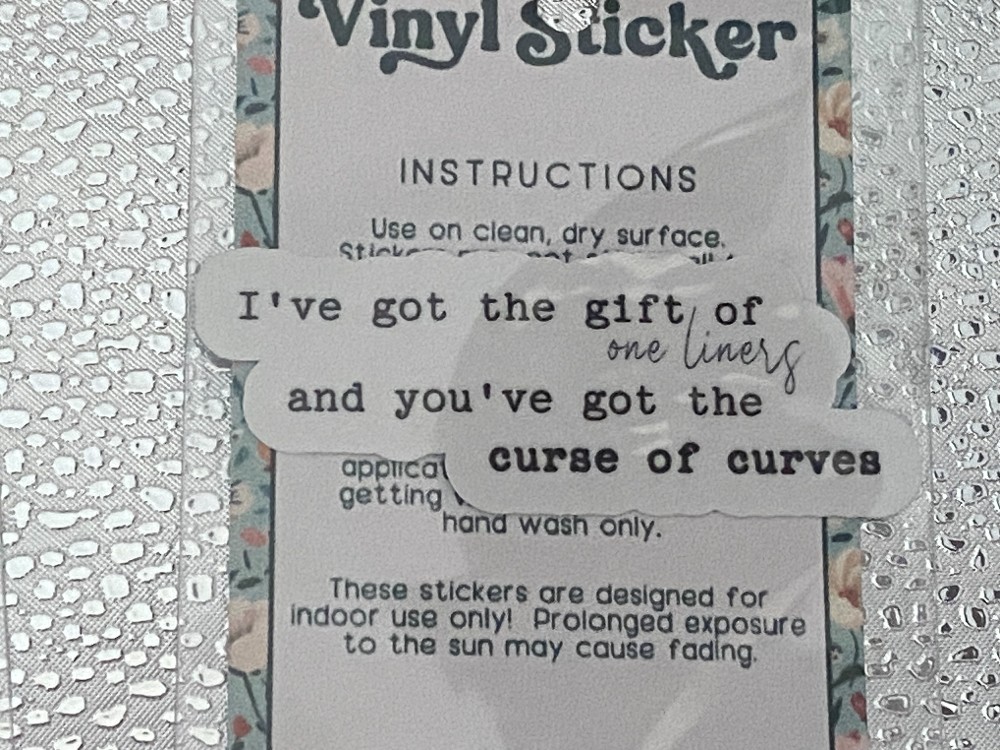 Vinyl Sticker
INSTRUCTIONS
Use on clean, dry surface.
I've got the gift of
one liners
and you've got the
curse of curves
getting
hand wash only.
These stickers are designed for
indoor use only! Prolonged exposure
to the sun may cause fading.